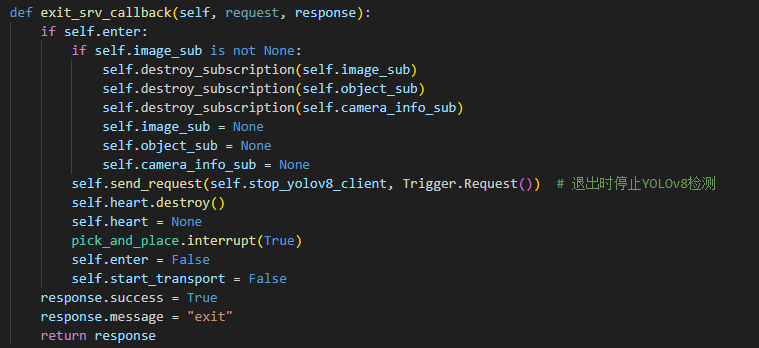 def exit_srv_callback(self, request, response):
    if self.enter:
        if self.image_sub is not None:
            self.destroy_subscription(self.image_sub)
            self.destroy_subscription(self.object_sub)
            self.destroy_subscription(self.camera_info_sub)
            self.image_sub = None
            self.object_sub = None
            self.camera_info_sub = None
        self.send_request(self.stop_yolov8_client, Trigger.Request())  # 退出时停止YOLOv8检测
        self.heart.destroy()
        self.heart = None
        pick_and_place.interrupt(True)
        self.enter = False
        self.start_transport = False
    response.success = True
    response.message = "exit"
    return response